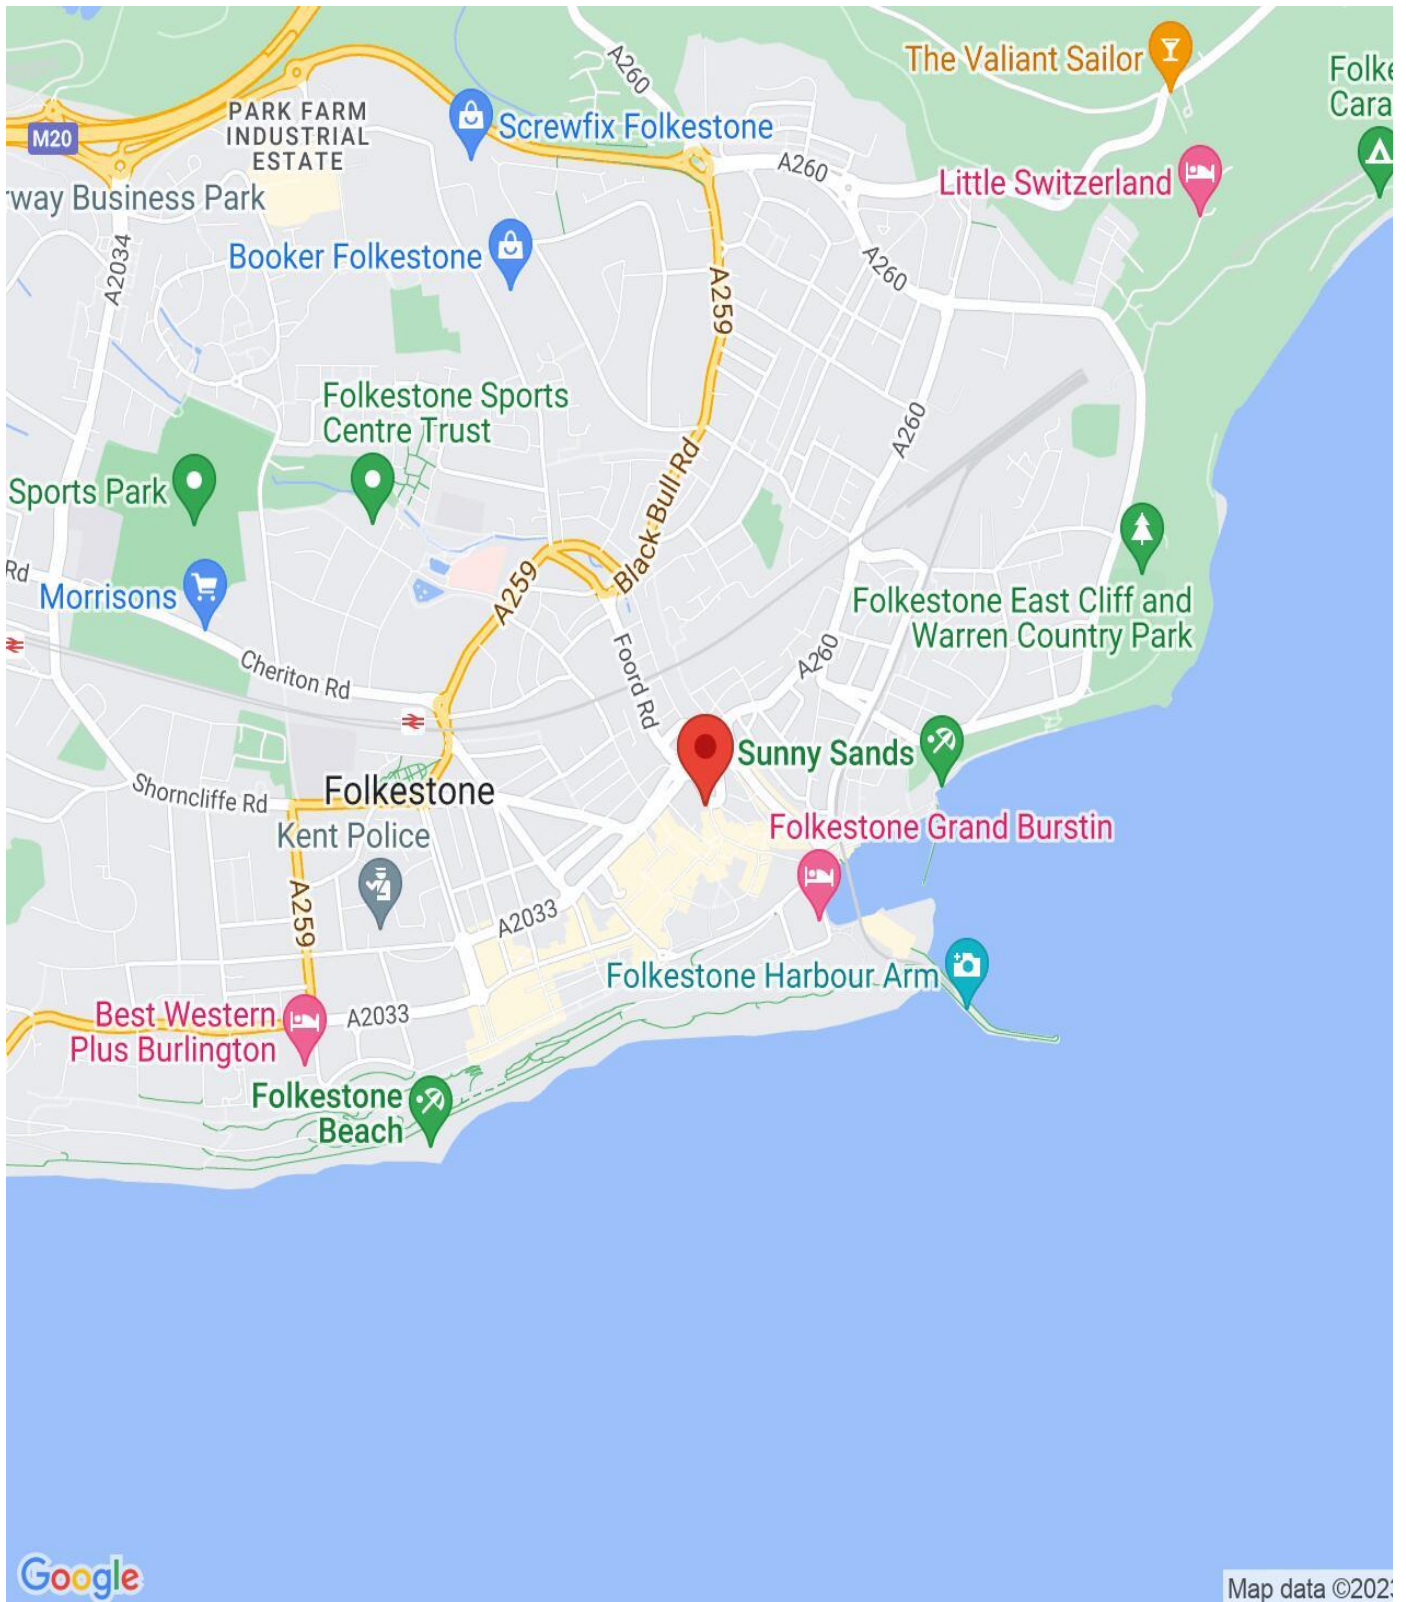 A260
The Valiant Sailor
Folke
Cara
PARK FARM
INDUSTRIAL
ESTATE
M20
Screwfix Folkestone
A260
Little Switzerland
rway Business Park
A2034
Booker Folkestone
A260
A259
Folkestone Sports
Centre Trust
A260
Sports Park
Black Bull Rd
Rd
Morrisons
A259
Folkestone East Cliff and
Warren Country Park
Cheriton Rd
Foord Rd
A260
Sunny Sands
Shorncliffe Rd
Folkestone
Kent Police
Folkestone Grand Burstin
A259
A2033
Folkestone Harbour Arm
Best Western
Plus Burlington
A2033
Folkestone
Beach
Google
Map data ©2023